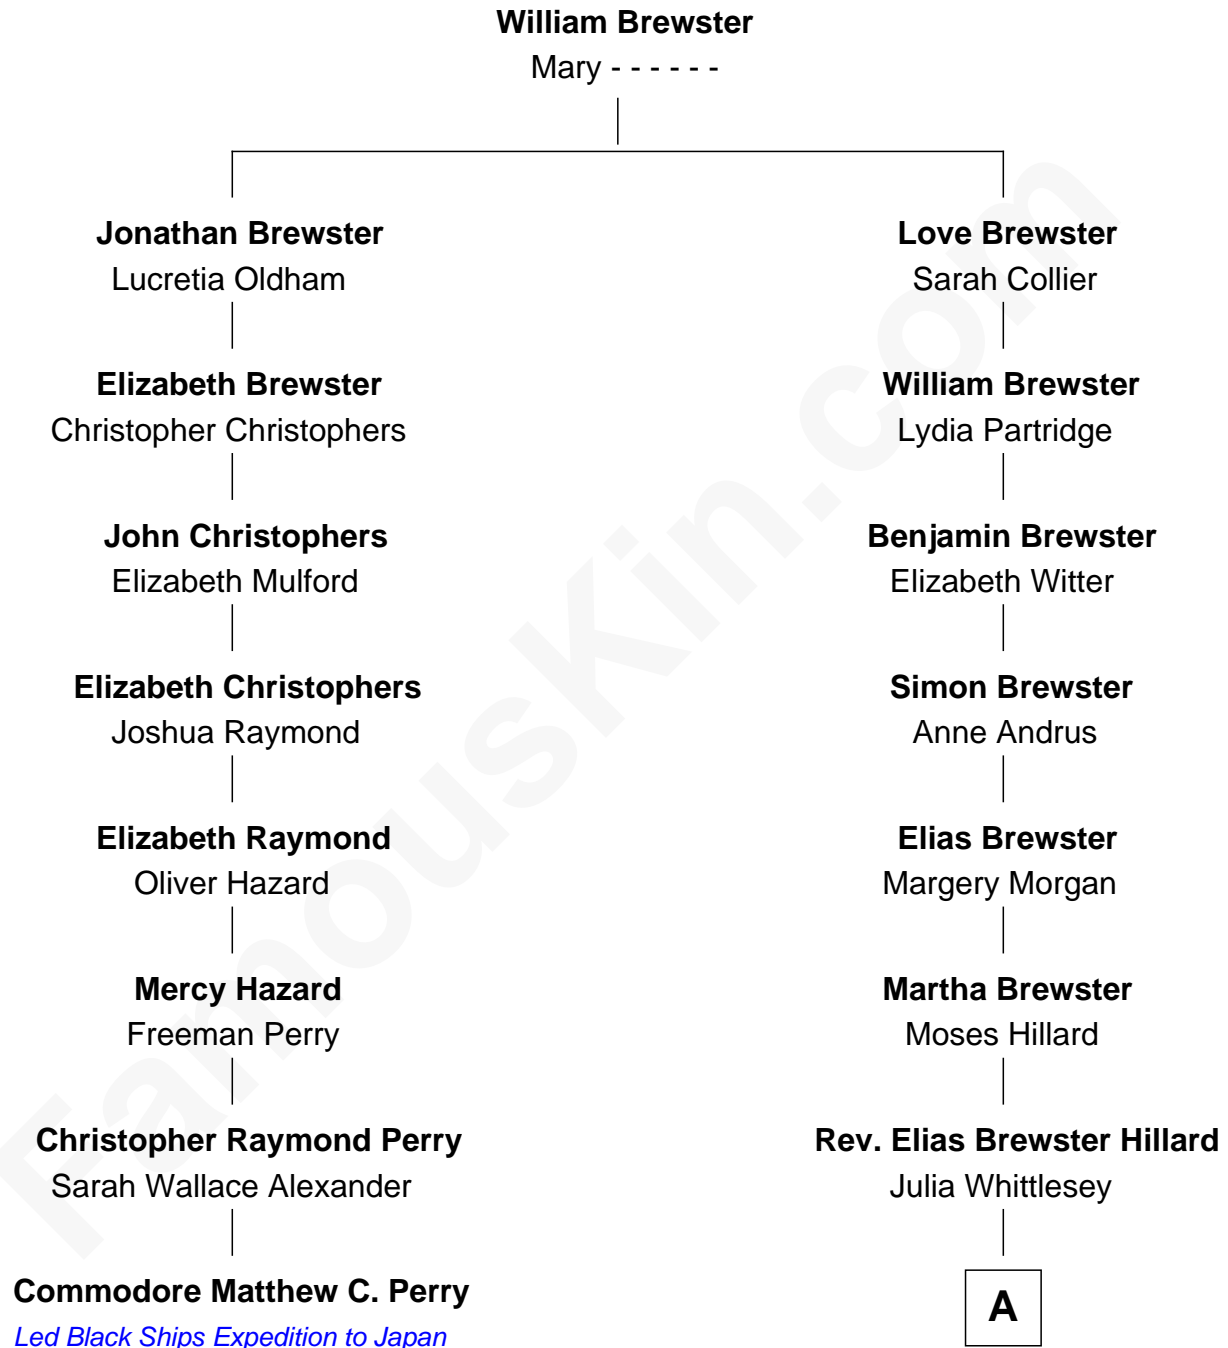 William Brewster
Mary - - - - - -
Jonathan Brewster
Lucretia Oldham
Love Brewster
Sarah Collier
Elizabeth Brewster
Christopher Christophers
William Brewster
Lydia Partridge
John Christophers
Elizabeth Mulford
Benjamin Brewster
Elizabeth Witter
Elizabeth Christophers
Joshua Raymond
Simon Brewster
Anne Andrus
Elizabeth Raymond
Oliver Hazard
Elias Brewster
Margery Morgan
Mercy Hazard
Freeman Perry
Martha Brewster
Moses Hillard
Christopher Raymond Perry
Sarah Wallace Alexander
Rev. Elias Brewster Hillard
Julia Whittlesey
Commodore Matthew C. Perry
Led Black Ships Expedition to Japan
A
FamousKin.com